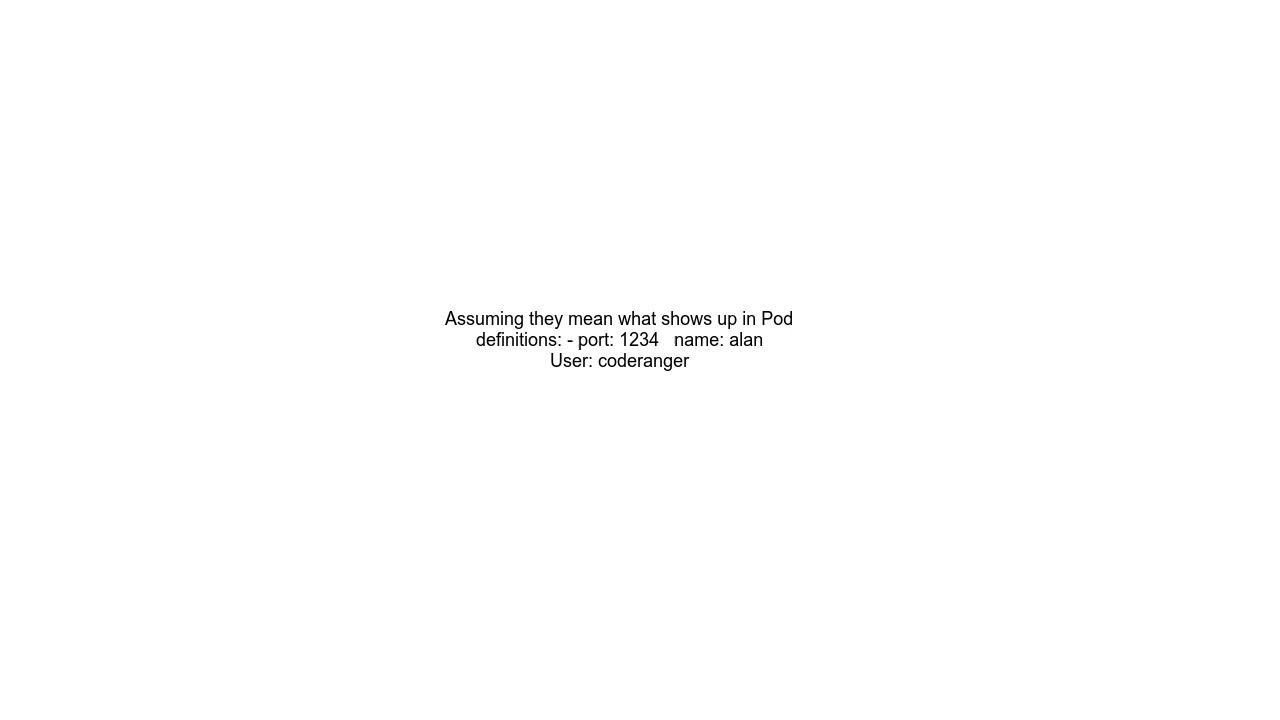 Assuming they mean what shows up in Pod
definitions: - port: 1234   name: alan
User: coderanger